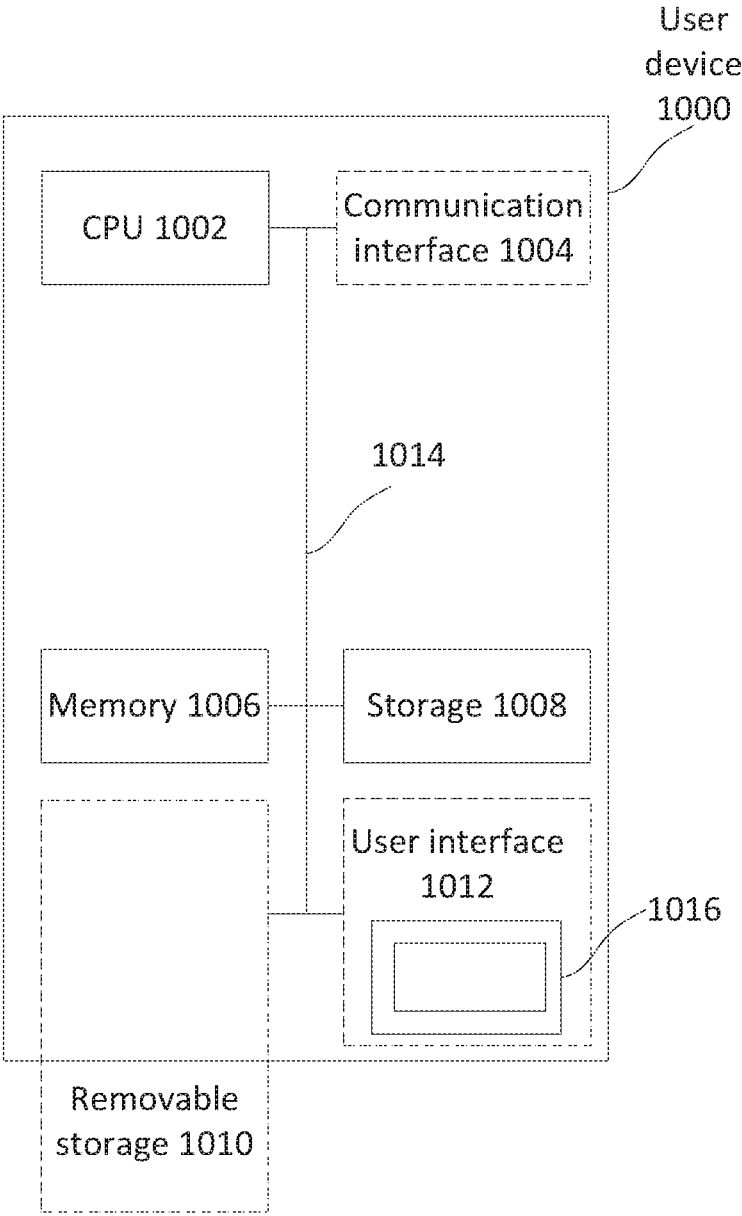 User
device
1000
CPU 1002
Communication
interface 1004
1014
Memory 1006
Storage 1008
User interface
1012
1016
Removable
storage 1010